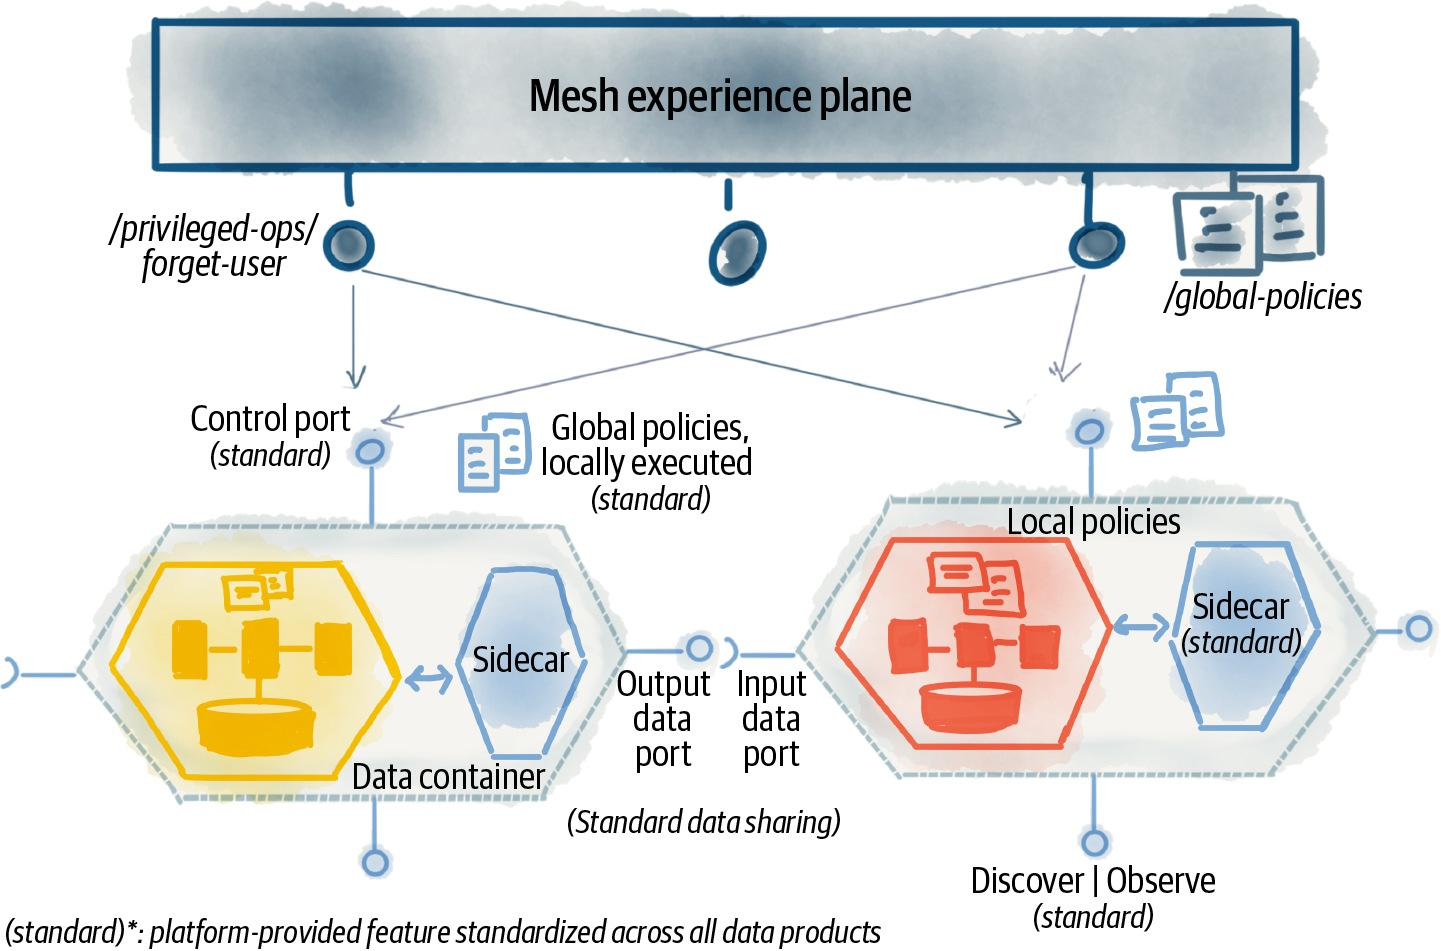 Mesh experience plane
/privileged-ops/
forget-user
/global-policies
Control port
(standard)
Global policies,
locally executed
(standard)
Local policies
Sidecar
Sidecar
(standard)
Output
data
port
Input
data
port
Data container
(Standard data sharing)
Discover | Observe
(standard)
(standard)*: platform-provided feature standardized across all data products